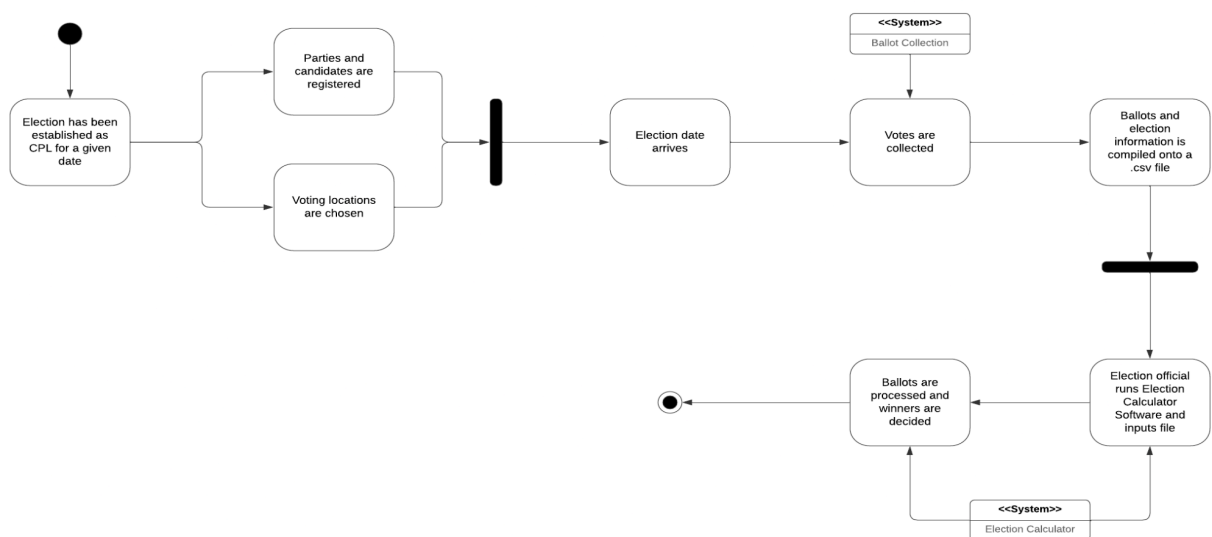 Election has been
established as
CPL for a given
date
Parties and
candidates are
registered
Voting locations
are chosen
Election date
arrives
<<System>>
Ballot Collection
Votes are
collected
Ballots and
election
information is
compiled onto a
.csv file
Election official
runs Election
Calculator
Software and
inputs file
Ballots are
processed and
winners are
decided
<<System>>
Election Calculator